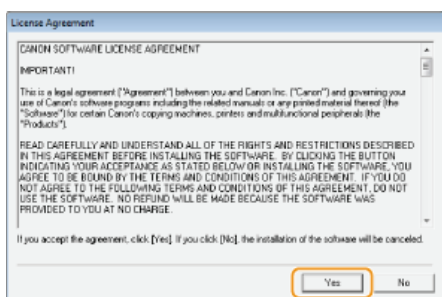 License Agreement
CANON SOFTWARE LICENSE AGREEMENT
IMPORTANT!
This is a legal agreement ("Agreement") between you and Canon Inc. ("Canon") and governing your
use of Canon's software programs including the related manuals or any printed material thereof (the
"Software") for certain Canon's copying machines, printers and multifunctional peripherals (the
"Products").
READ CAREFULLY AND UNDERSTAND ALL OF THE RIGHTS AND RESTRICTIONS DESCRIBED
IN THIS AGREEMENT BEFORE INSTALLING THE SOFTWARE. BY CLICKING THE BUTTON
INDICATING YOUR ACCEPTANCE AS STATED BELOW OR INSTALLING THE SOFTWARE, YOU
AGREE TO BE BOUND BY THE TERMS AND CONDITIONS OF THIS AGREEMENT. IF YOU DO
NOT AGREE TO THE FOLLOWING TERMS AND CONDITIONS OF THIS AGREEMENT, DO NOT
USE THE SOFTWARE. NO REFUND WILL BE MADE BECAUSE THE SOFTWARE WAS
PROVIDED TO YOU AT NO CHARGE.
If you accept the agreement, click [Yes]. If you click [No], the installation of the software will be canceled.
Yes No